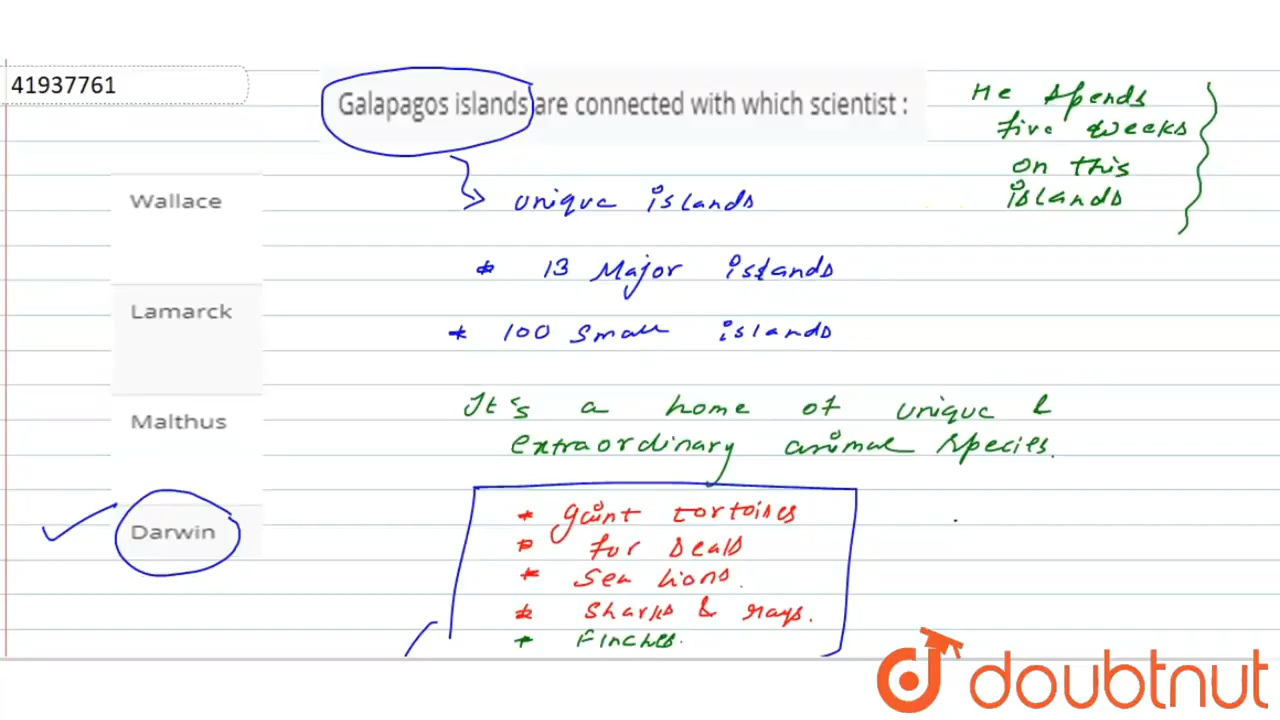 41937761
Galapagos islands are connected with which scientist :
He spends
five weeks
on this
islands
Wallace
unique islands
* 13 Major islands
Lamarck
* 100 small islands
It's a home of unique &
Malthus
extraordinary animal species.
* gaint tortoises
Darwin
* fur seals
* sea lions.
* sharks & rays.
* Finches.
doubtnut